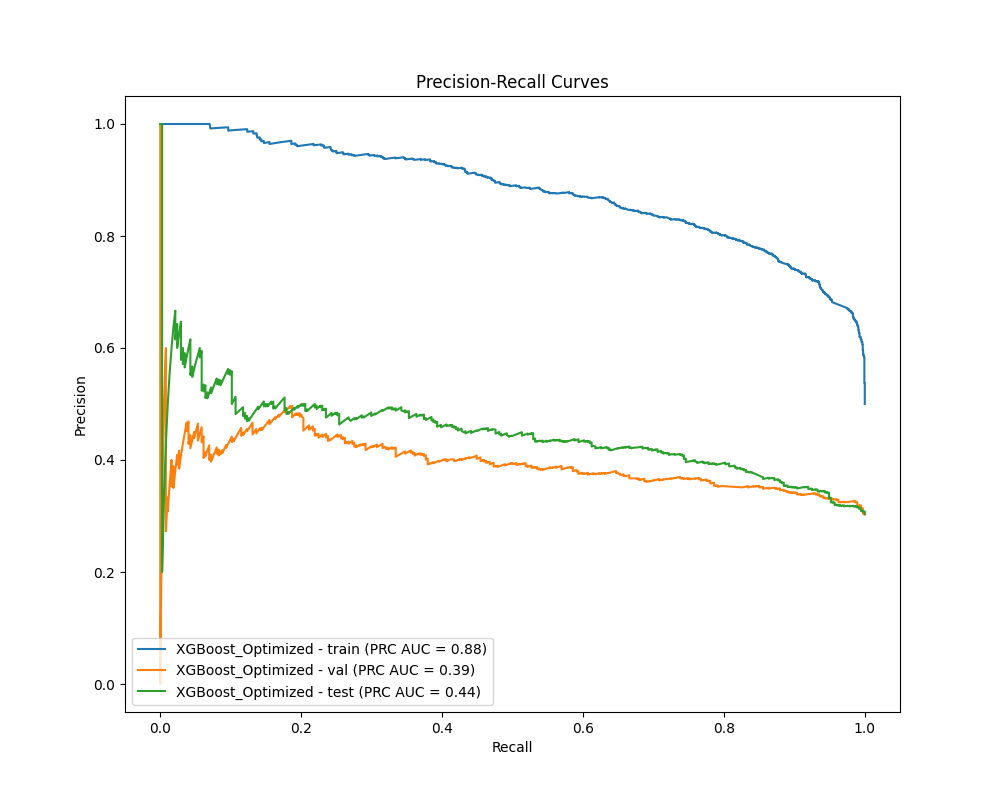 Precision-Recall Curves
1.0
0.8
0.6
0.4
0.2
0.0
Precision
XGBoost_Optimized - train (PRC AUC = 0.88)
XGBoost_Optimized - val (PRC AUC = 0.39)
XGBoost_Optimized - test (PRC AUC = 0.44)
0.0 0.2 0.4 0.6 0.8 1.0
Recall